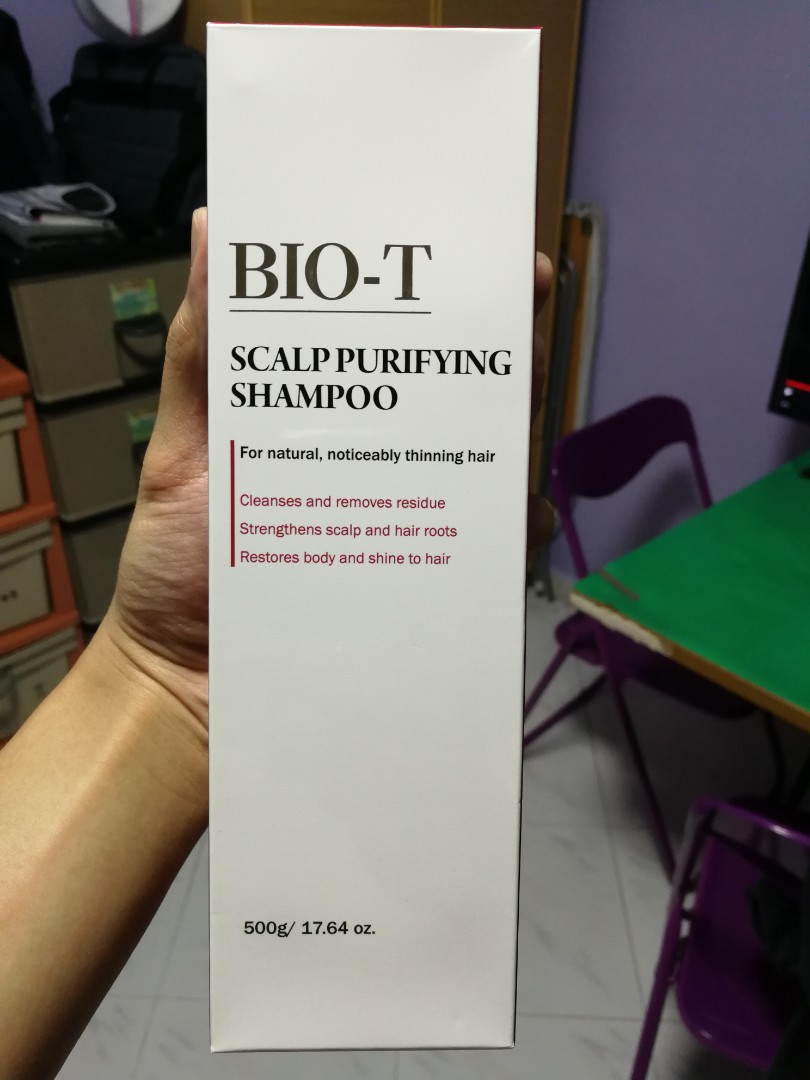 BIO-T
SCALP PURIFYING
SHAMPOO
For natural, noticeably thinning hair
Cleanses and removes residue
Strengthens scalp and hair roots
Restores body and shine to hair
500g/ 17.64 oz.